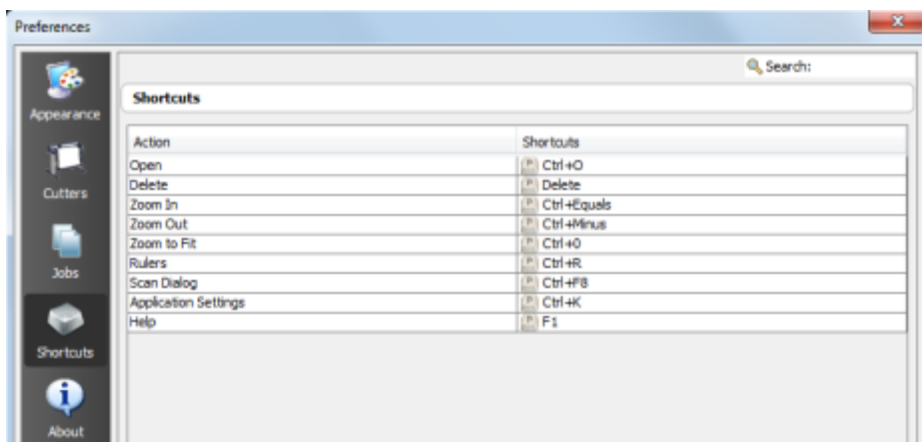 Preferences
Appearance
Cutters
Jobs
Shortcuts
About
Search:
Shortcuts
Action Shortcuts
Open Ctrl+O
Delete Delete
Zoom In Ctrl+Equals
Zoom Out Ctrl+Minus
Zoom to Fit Ctrl+0
Rulers Ctrl+R
Scan Dialog Ctrl+F8
Application Settings Ctrl+K
Help F1